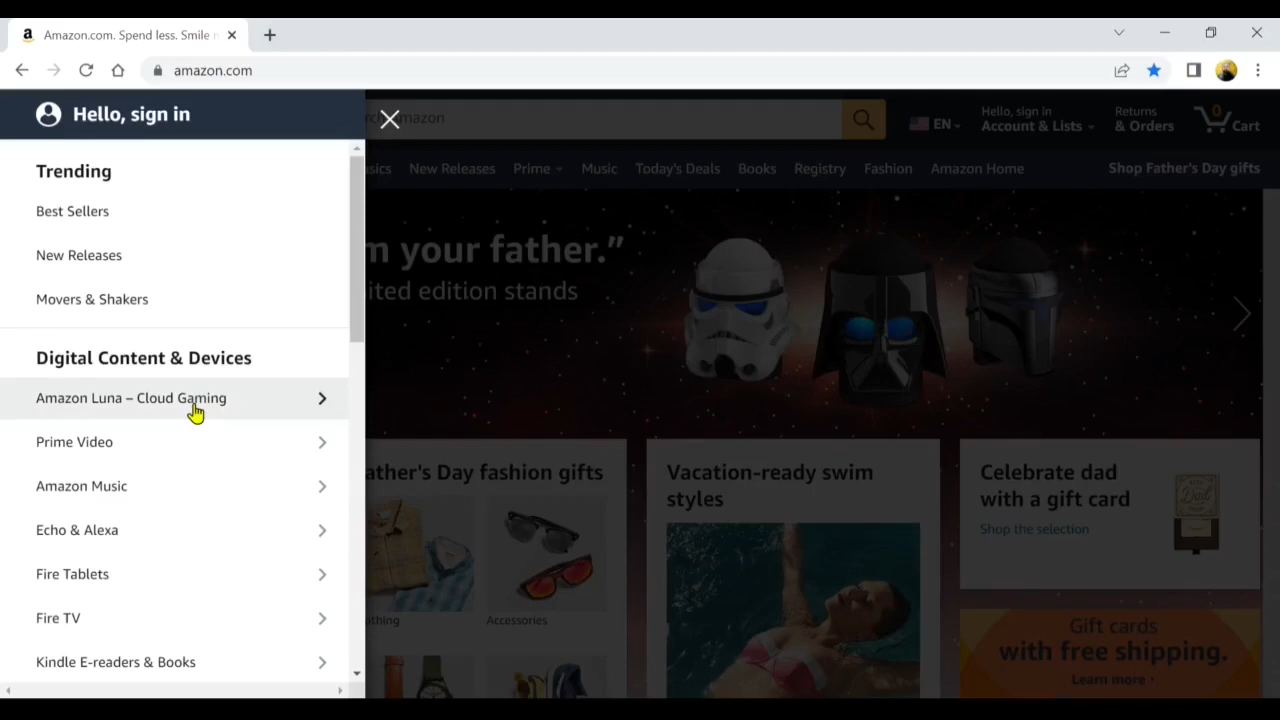 Amazon.com. Spend less. Smile
amazon.com
Hello, sign in
Trending
Best Sellers
New Releases
Movers & Shakers
Digital Content & Devices
Amazon Luna – Cloud Gaming
Prime Video
Amazon Music
Echo & Alexa
Fire Tablets
Fire TV
Kindle E-readers & Books
amazon
EN
Hello, sign in
Account & Lists
Returns
& Orders
0
Cart
New Releases
Prime
Music
Today's Deals
Books
Registry
Fashion
Amazon Home
Shop Father's Day gifts
m your father.”
ited edition stands
ather's Day fashion gifts
thing
Accessories
Vacation-ready swim
styles
Celebrate dad
with a gift card
Shop the selection
Gift cards
with free shipping.
Learn more